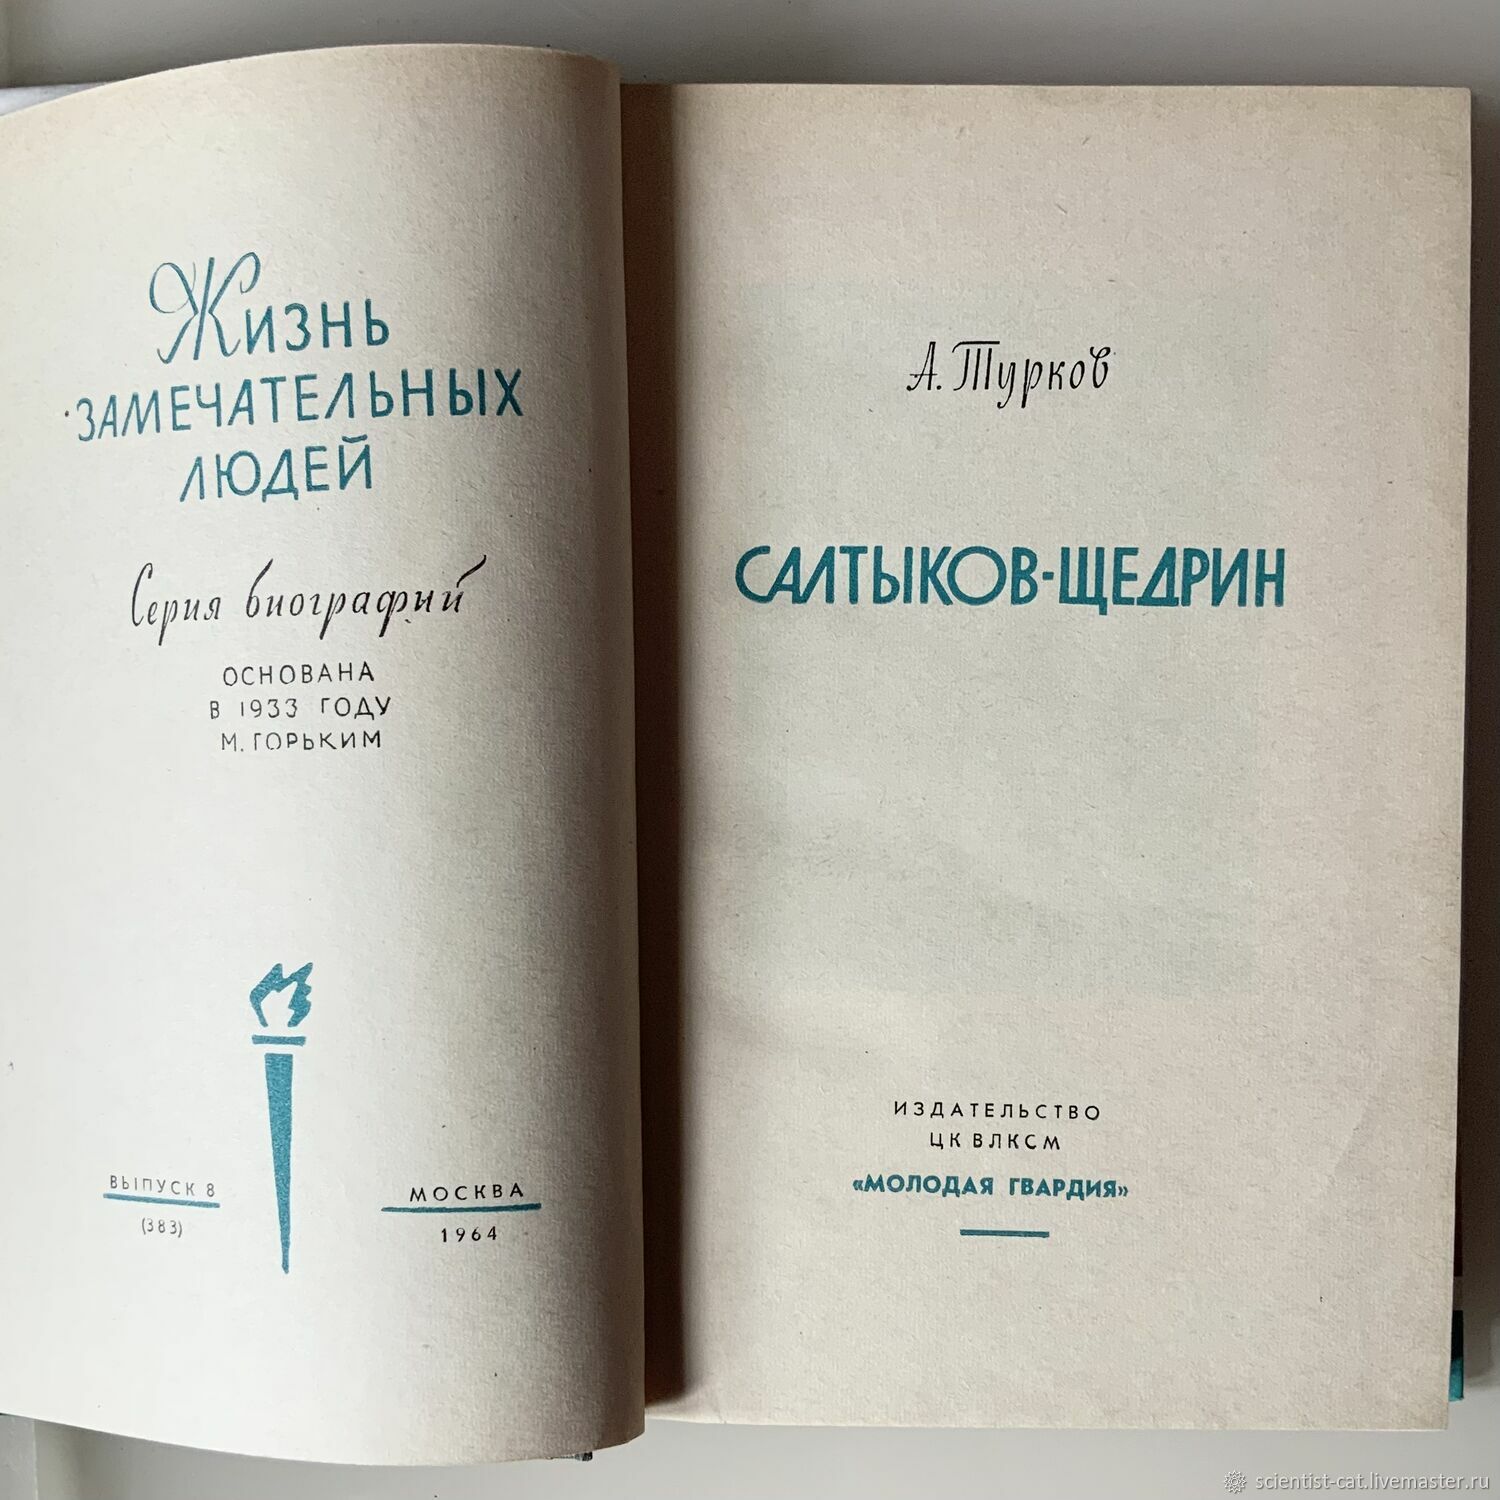 Жизнь
ЗАМЕЧАТЕЛЬНЫХ
ЛЮДЕЙ
Серия биографий
ОСНОВАНА
В 1933 ГОДУ
М. ГОРЬКИМ
ВЫПУСК 8
(383)
МОСКВА
1964
А. Турков
САЛТЫКОВ-ЩЕДРИН
ИЗДАТЕЛЬСТВО
ЦК ВЛКСМ
«МОЛОДАЯ ГВАРДИЯ»
scientist-cat.livemaster.ru